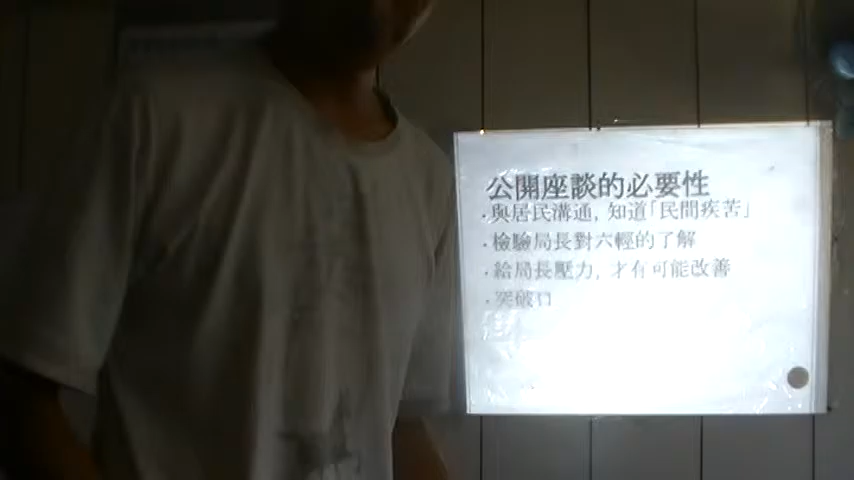 公開座談的必要性
·與居民溝通, 知道「民間疾苦」
·檢驗局長對六輕的了解
·給局長壓力, 才有可能改善
·突破口